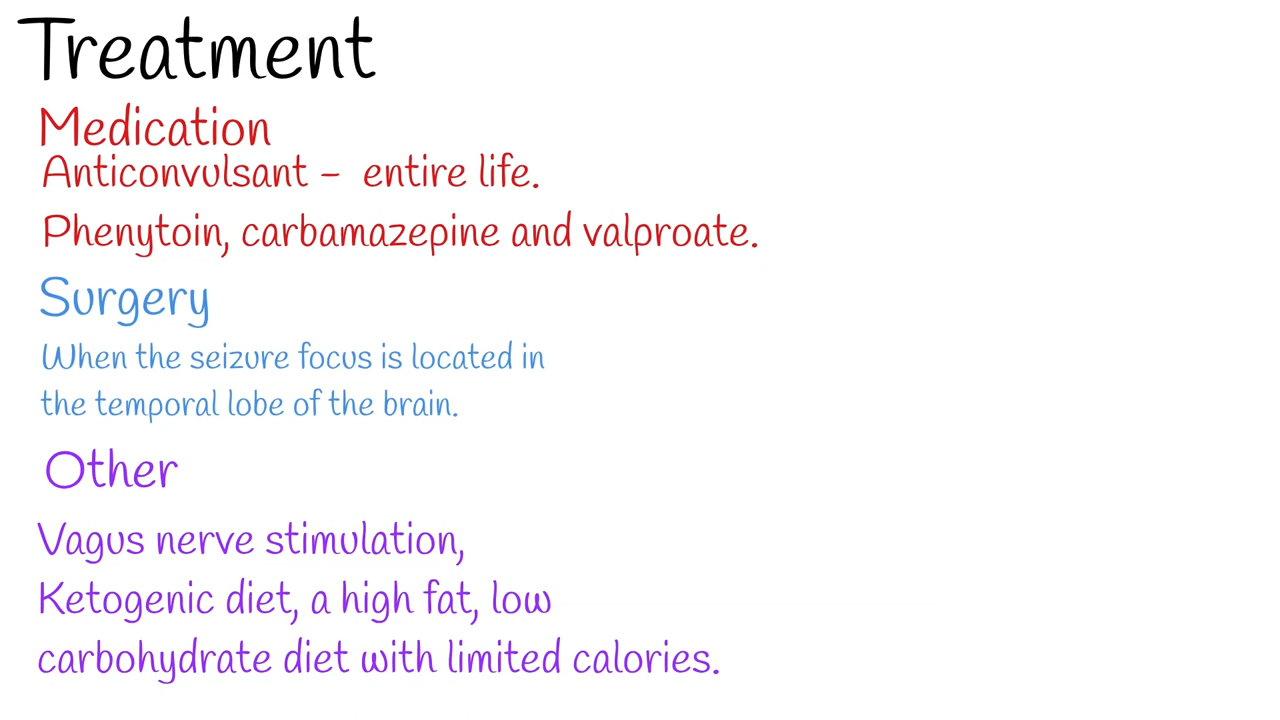 Treatment
Medication
Anticonvulsant - entire life.
Phenytoin, carbamazepine and valproate.
Surgery
When the seizure focus is located in
the temporal lobe of the brain.
Other
Vagus nerve stimulation,
Ketogenic diet, a high fat, low
carbohydrate diet with limited calories.